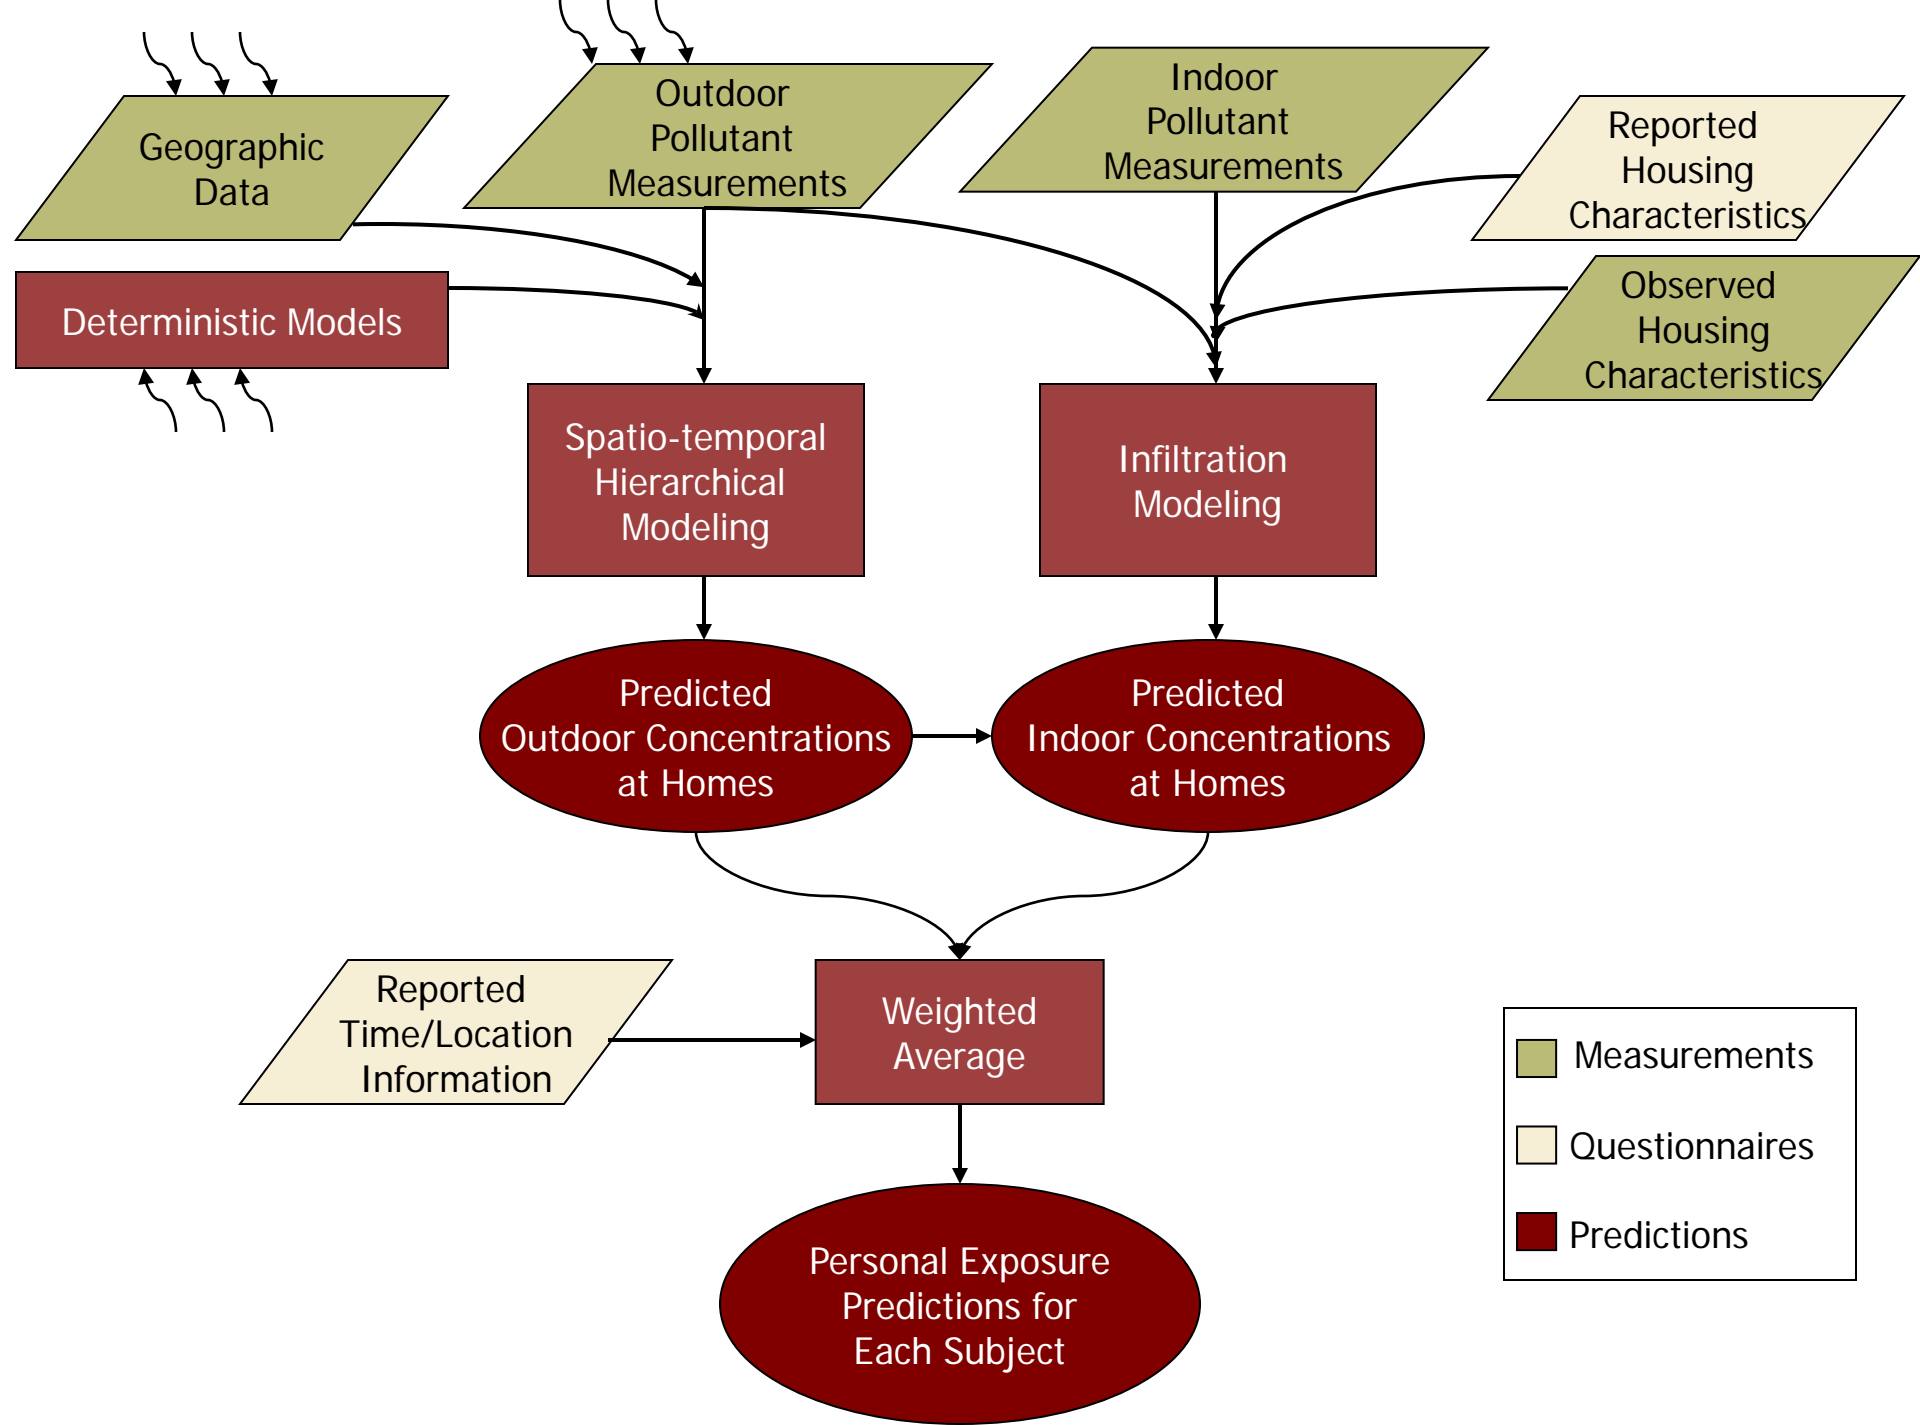 Geographic
Data
Outdoor
Pollutant
Measurements
Indoor
Pollutant
Measurements
Reported
Housing
Characteristics
Deterministic Models
Observed
Housing
Characteristics
Spatio-temporal
Hierarchical
Modeling
Infiltration
Modeling
Predicted
Outdoor Concentrations
at Homes
Predicted
Indoor Concentrations
at Homes
Reported
Time/Location
Information
Weighted
Average
Measurements
Questionnaires
Predictions
Personal Exposure
Predictions for
Each Subject